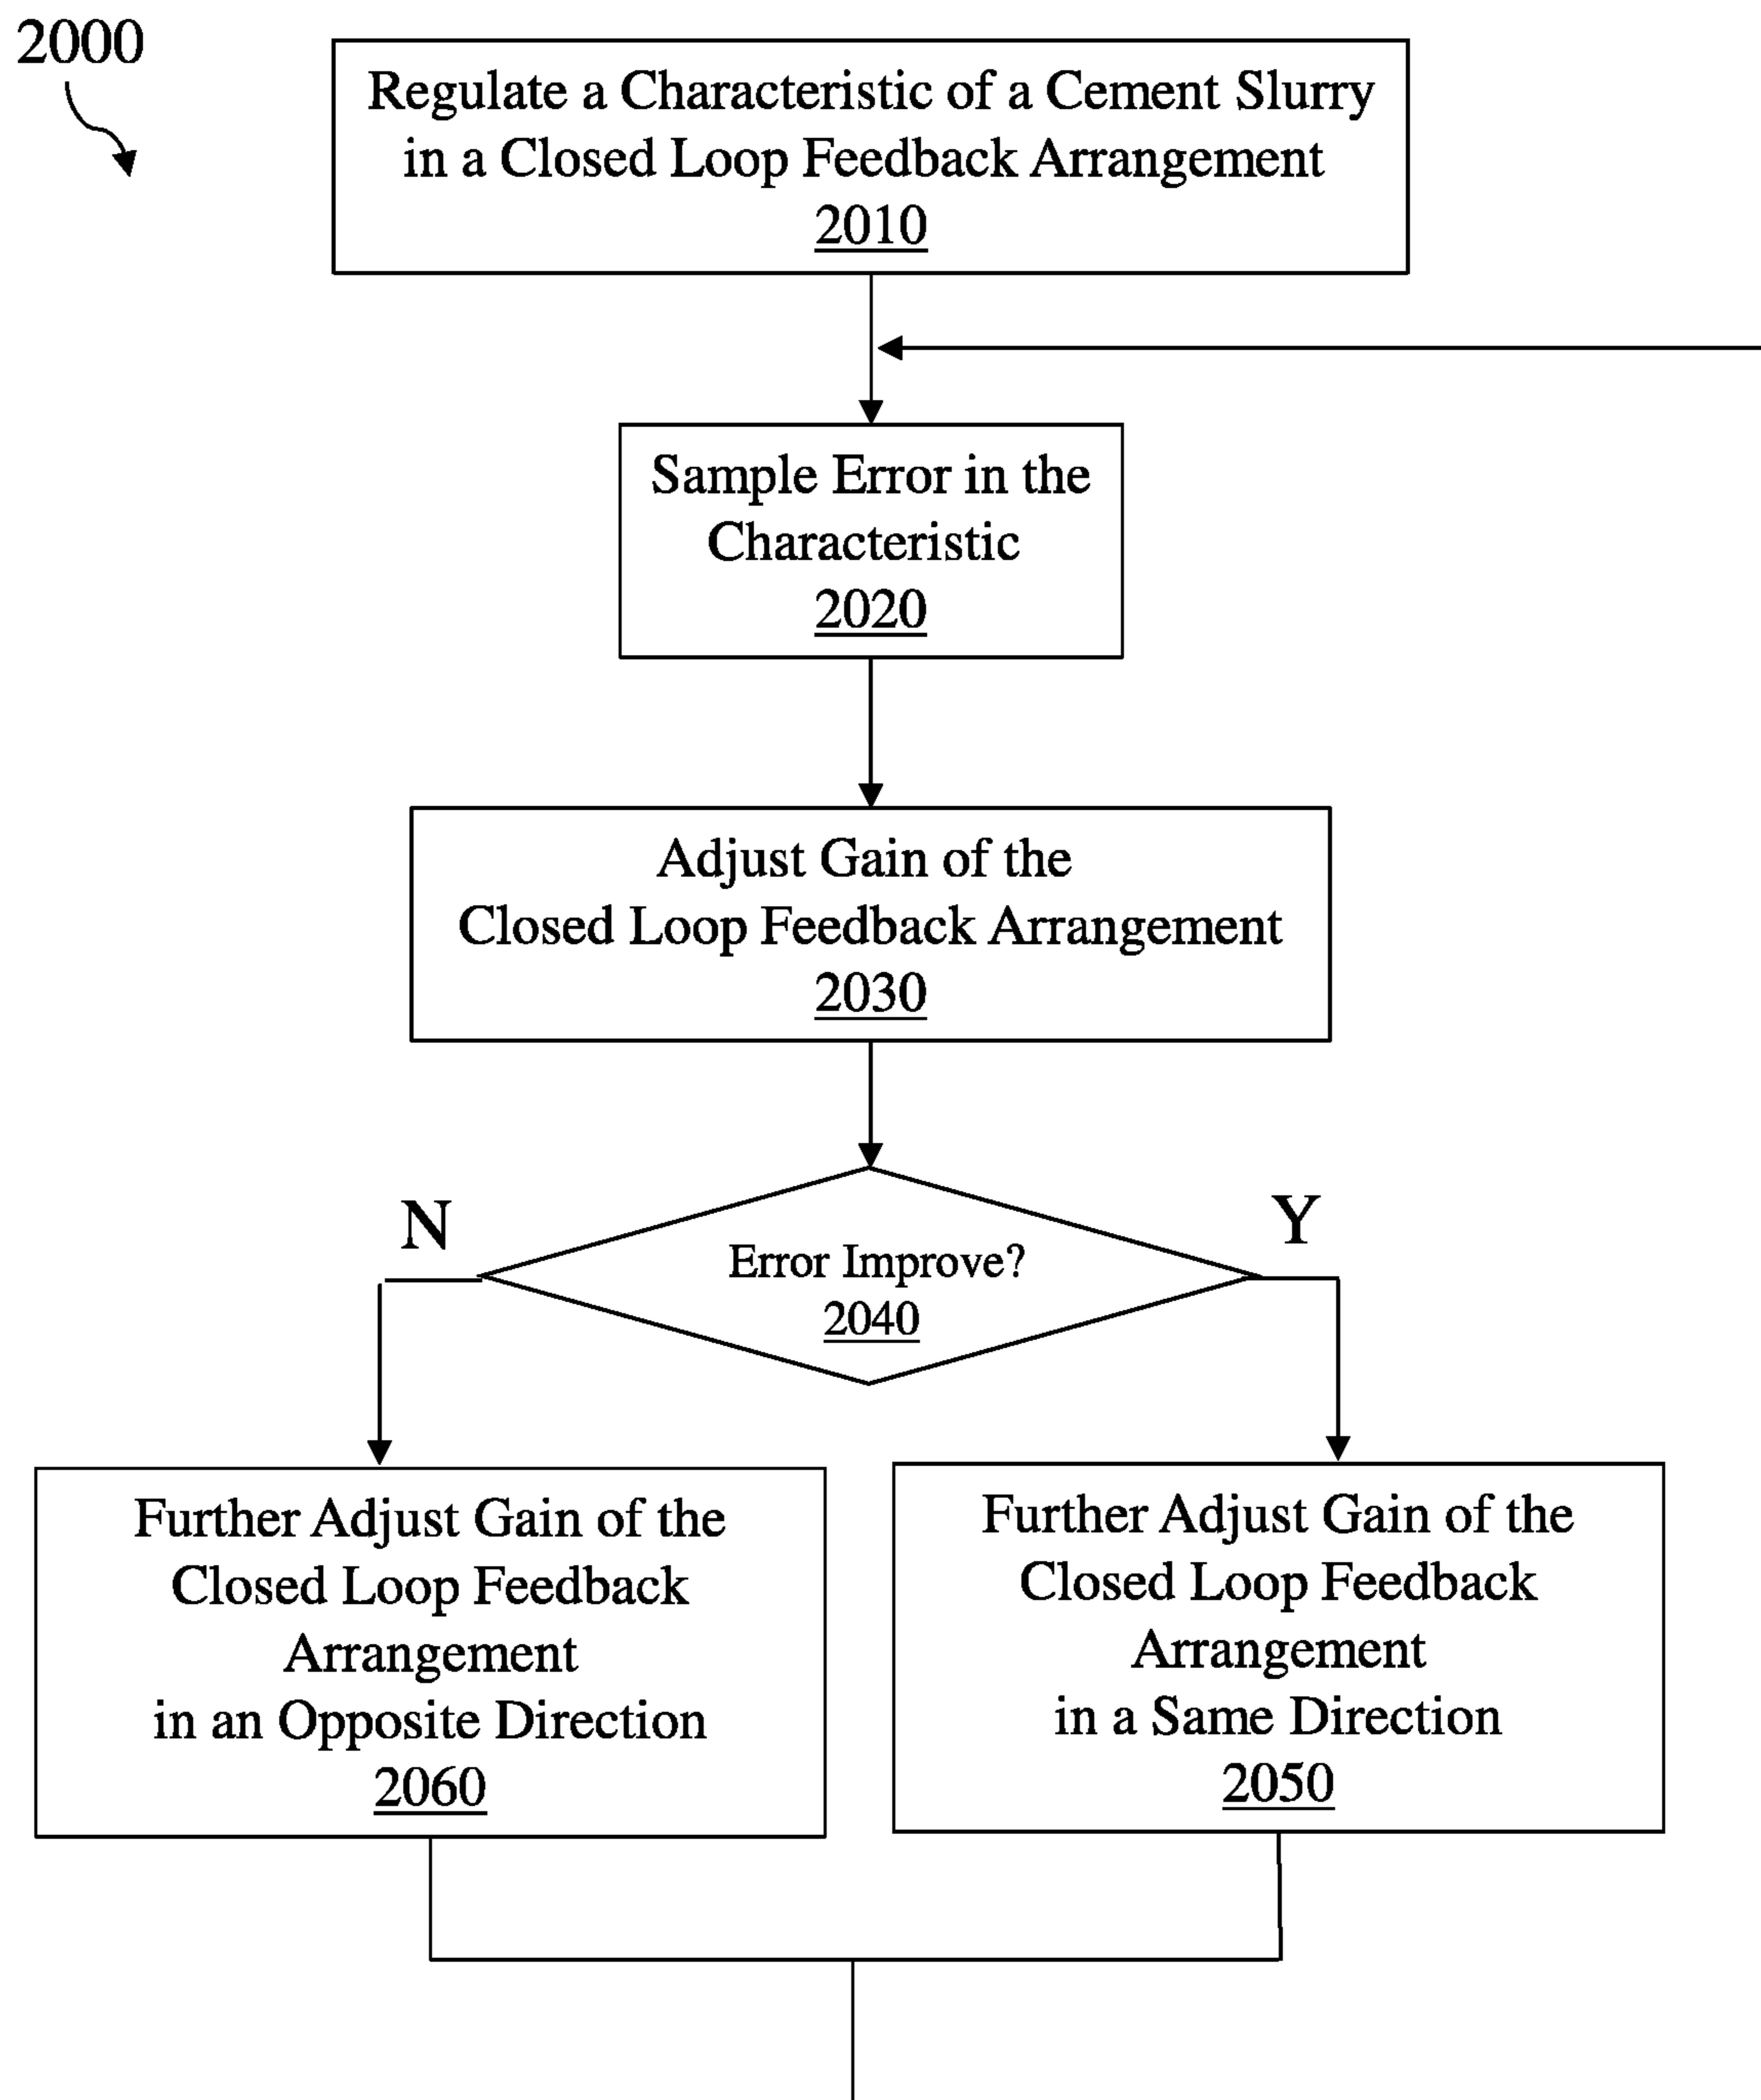 2000
Regulate a Characteristic of a Cement Slurry
in a Closed Loop Feedback Arrangement
2010
Sample Error in the
Characteristic
2020
Adjust Gain of the
Closed Loop Feedback Arrangement
2030
N
Y
Error Improve?
2040
Further Adjust Gain of the
Closed Loop Feedback
Arrangement
in an Opposite Direction
2060
Further Adjust Gain of the
Closed Loop Feedback
Arrangement
in a Same Direction
2050